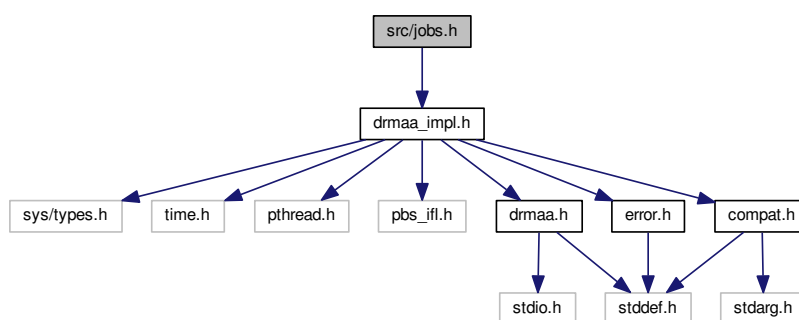 src/jobs.h
drmaa_impl.h
sys/types.h
time.h
pthread.h
pbs_ifl.h
drmaa.h
error.h
compat.h
stdio.h
stddef.h
stdarg.h